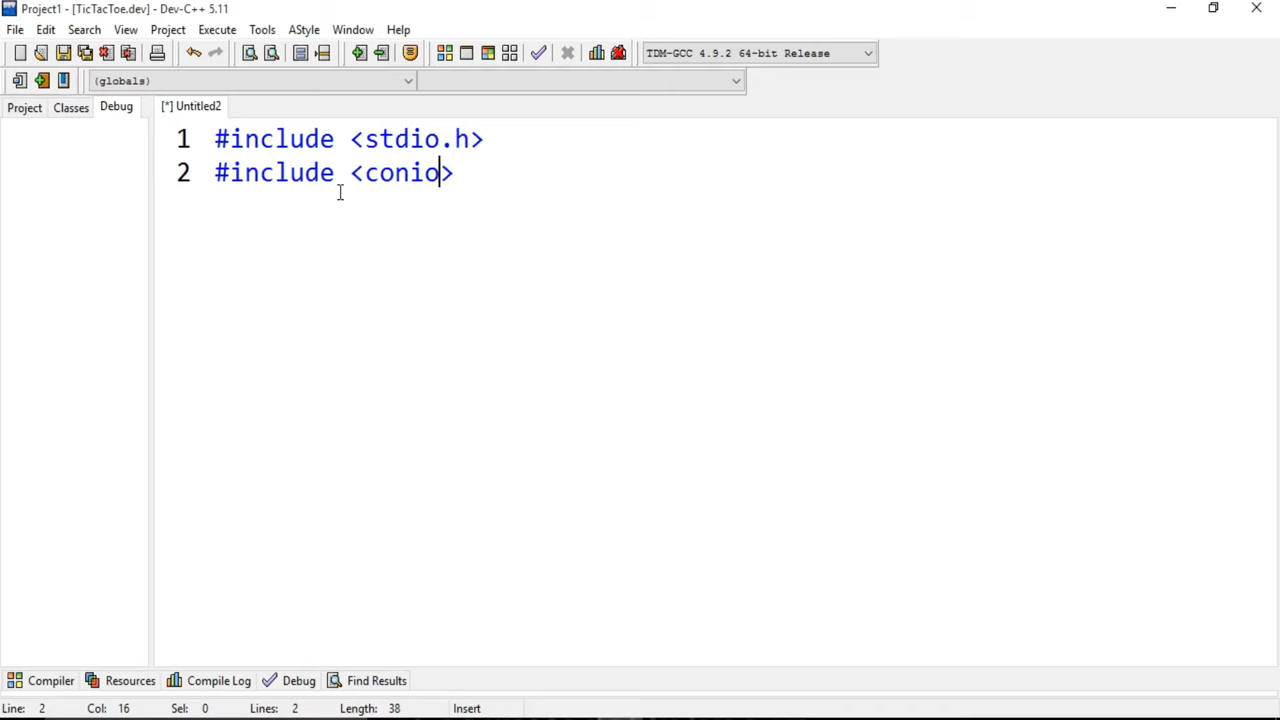 Project1 - [TicTacToe.dev] - Dev-C++ 5.11
File Edit Search View Project Execute Tools AStyle Window Help
TDM-GCC 4.9.2 64-bit Release
(globals)
Project Classes Debug [*] Untitled2
1 #include <stdio.h>
2 #include <conio>
Compiler Resources Compile Log Debug Find Results
Line: 2 Col: 16 Sel: 0 Lines: 2 Length: 38 Insert